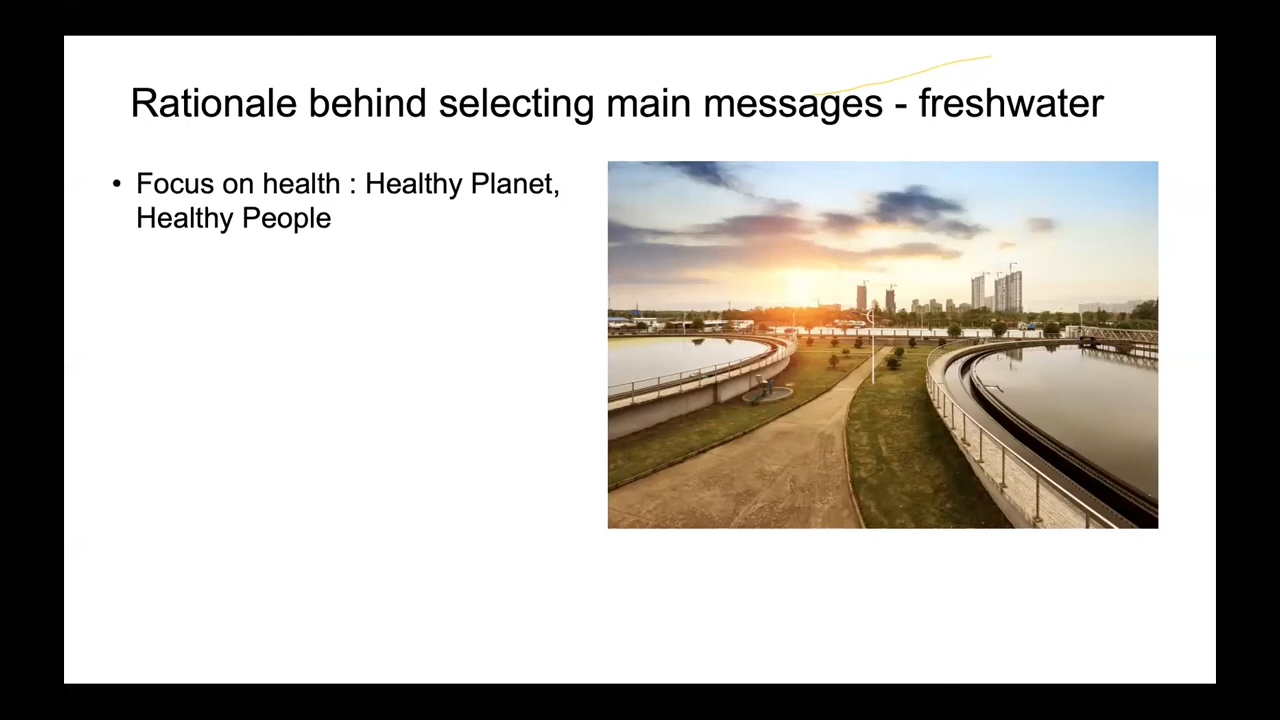 Rationale behind selecting main messages - freshwater
• Focus on health : Healthy Planet,
Healthy People